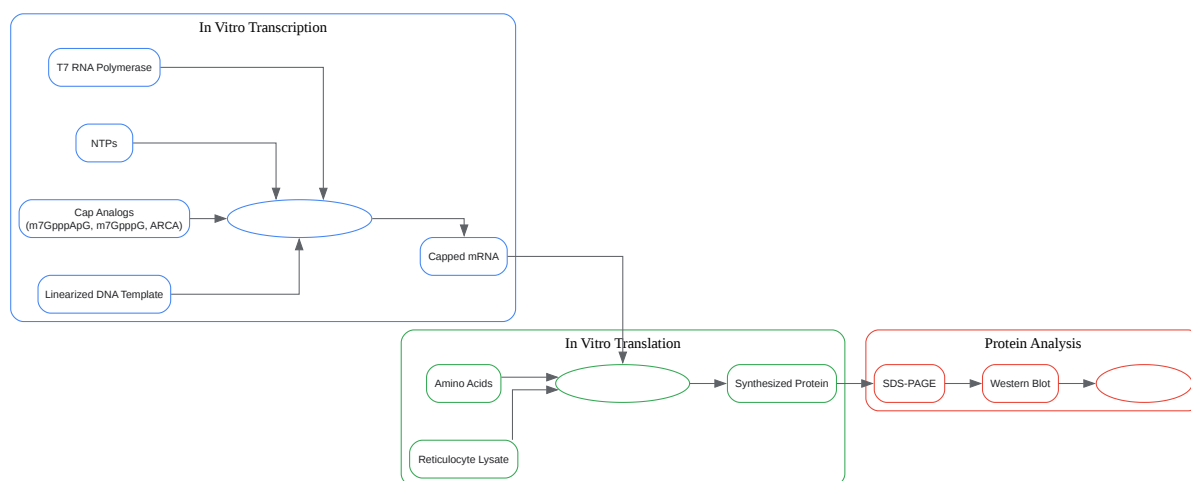 In Vitro Transcription
T7 RNA Polymerase
NTPs
Cap Analogs
(m7GpppApG, m7GpppG, ARCA)
Capped mRNA
Linearized DNA Template
In Vitro Translation
Amino Acids
Synthesized Protein
Reticulocyte Lysate
Protein Analysis
SDS-PAGE
Western Blot